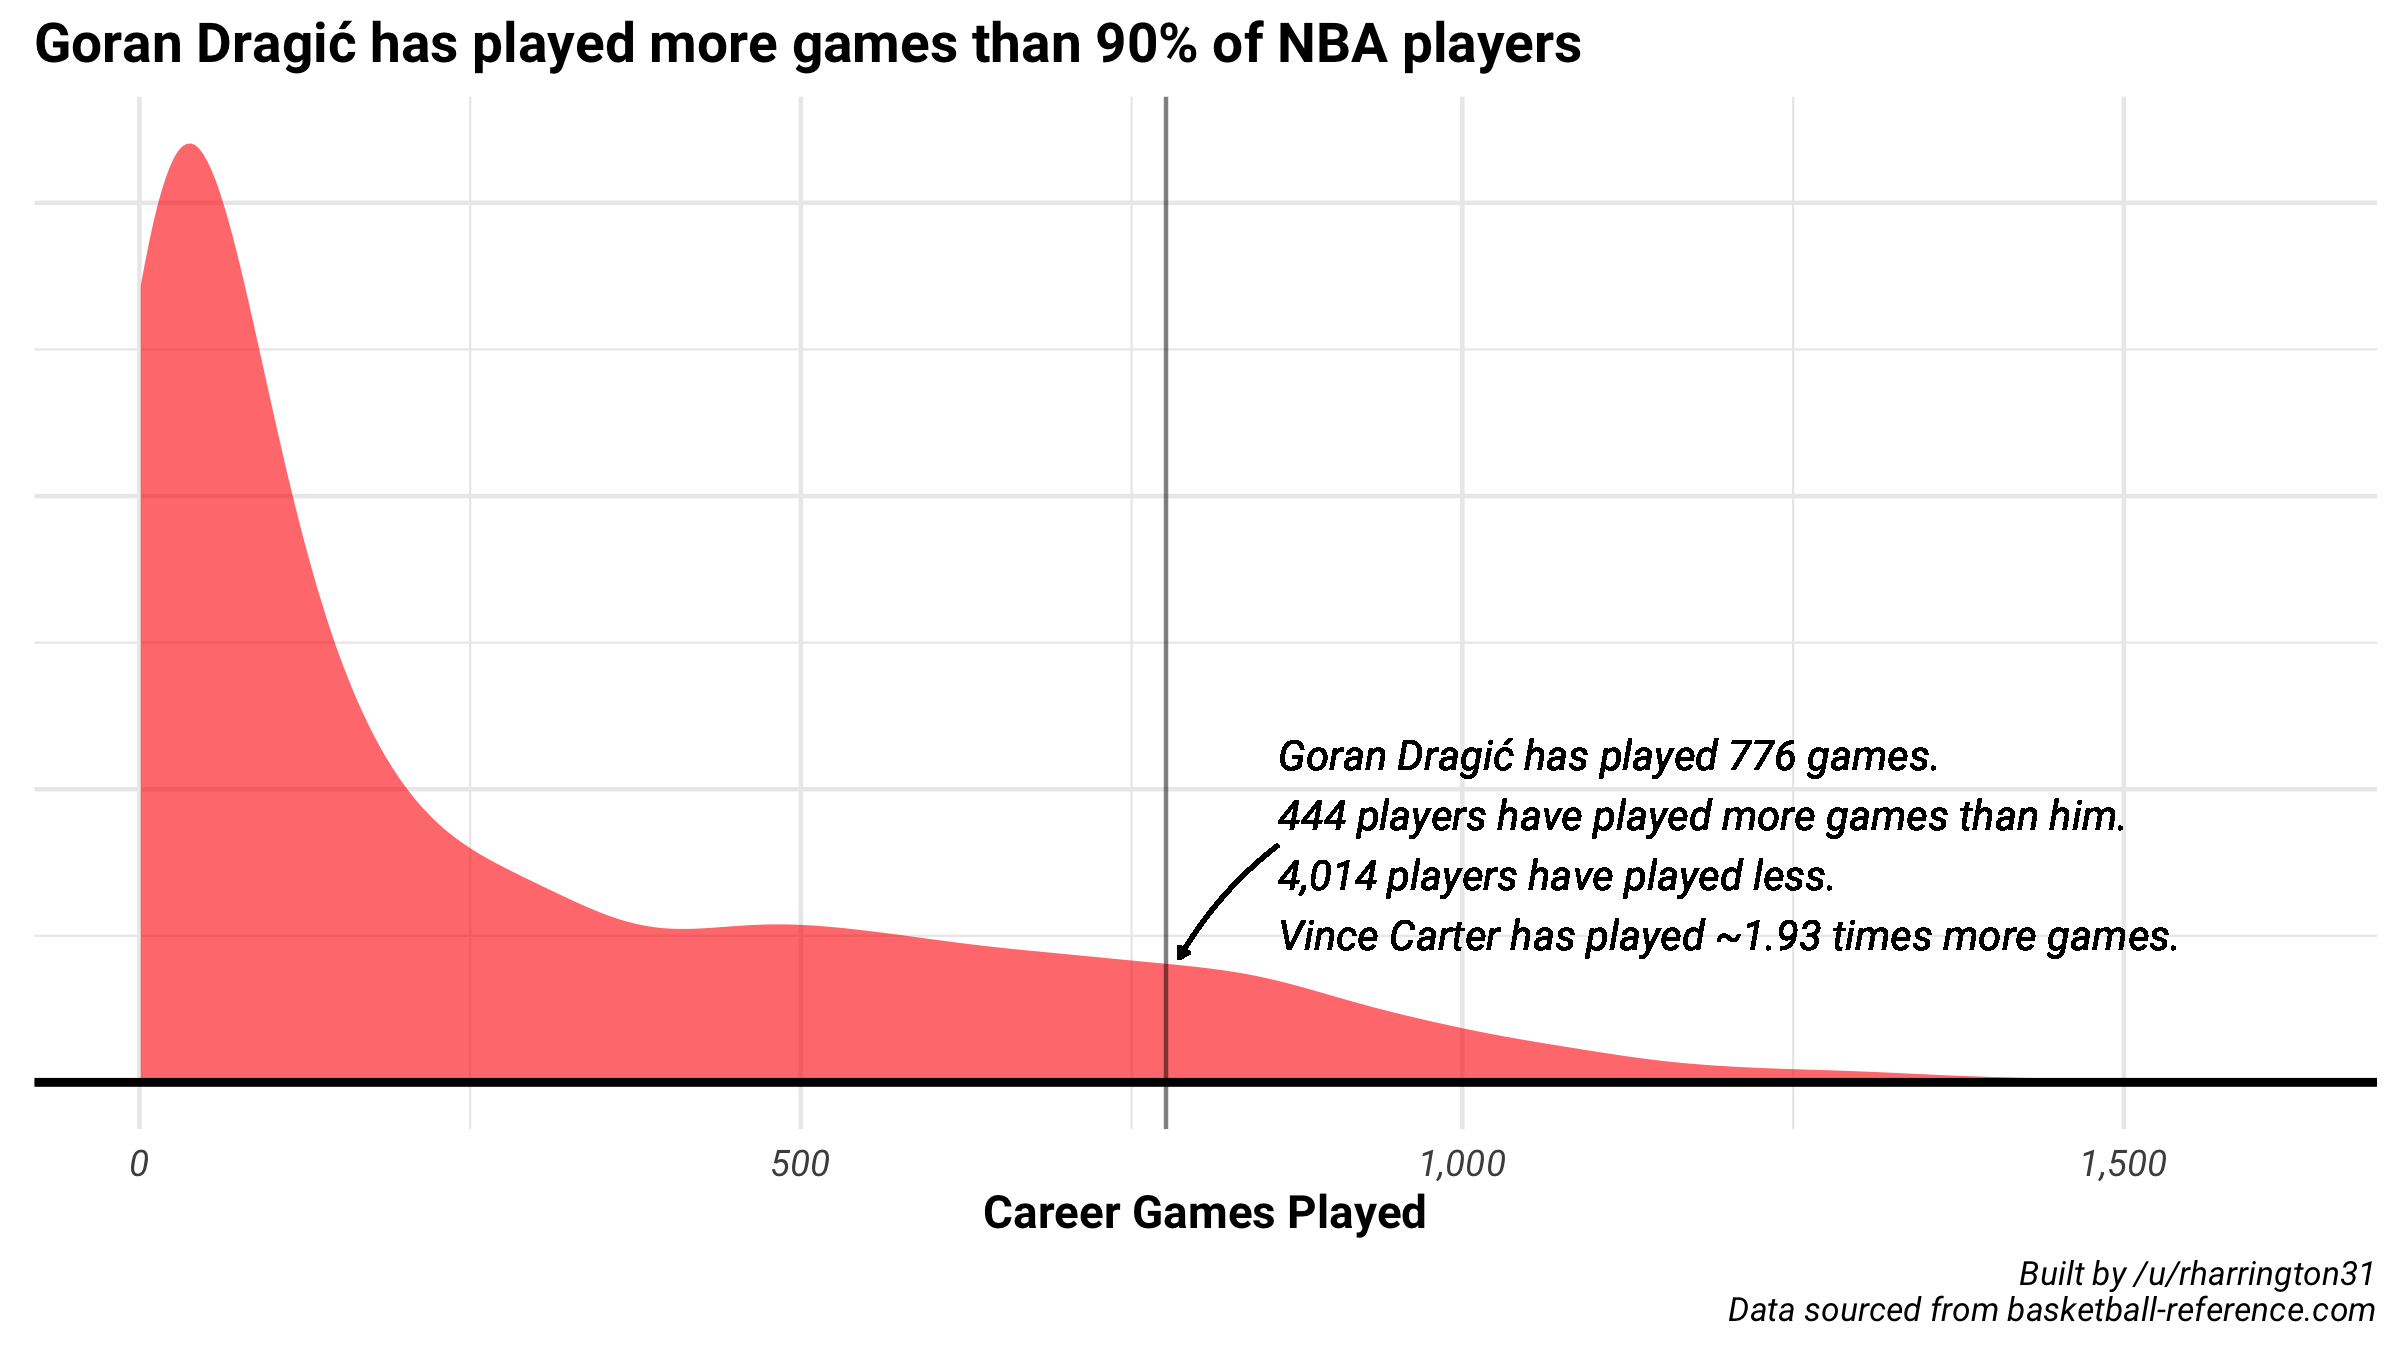 Goran Dragić has played more games than 90% of NBA players
Goran Dragić has played 776 games.
444 players have played more games than him.
4,014 players have played less.
Vince Carter has played ~1.93 times more games.
0 500 1,000 1,500
Career Games Played
Built by /u/rharrington31
Data sourced from basketball-reference.com